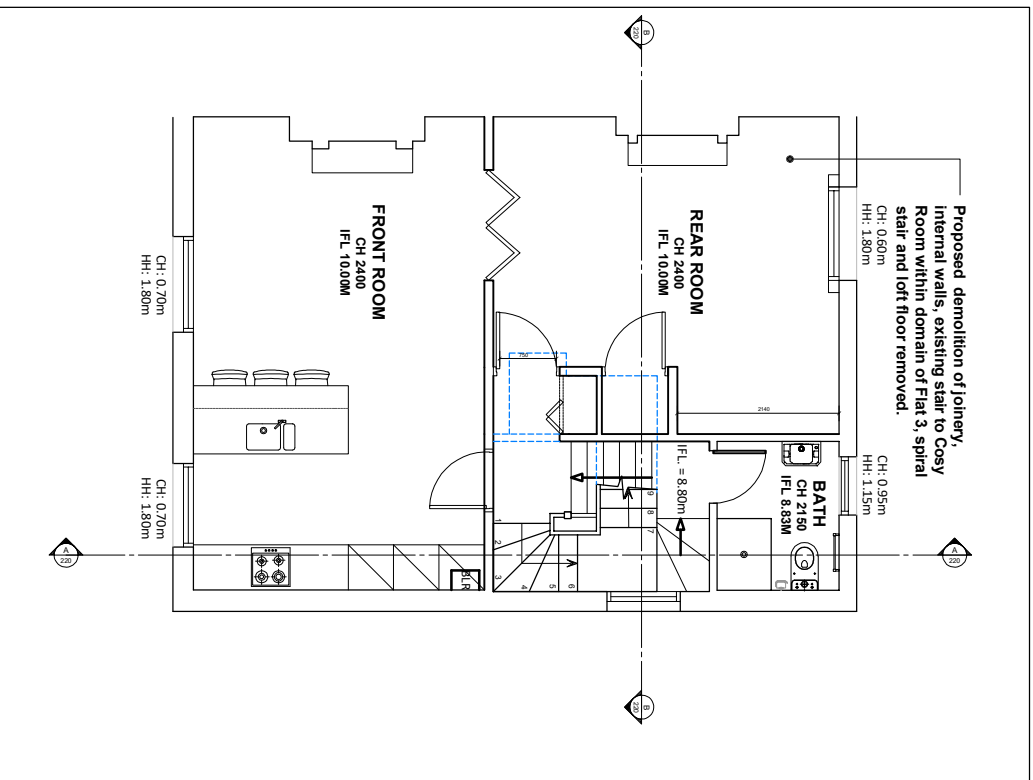 Proposed demolition of joinery,
internal walls, existing stair to Cosy
Room within domain of Flat 3, spiral
stair and loft floor removed.
CH: 0.60m
HH: 1.80m
CH: 0.95m
HH: 1.15m
B
220
A
220
REAR ROOM
CH 2400
IFL 10.00M
BATH
CH 2150
IFL 8.83M
2140
750
IFL. = 8.80m
FRONT ROOM
CH 2400
IFL 10.00M
1
2
3
4
5
6
7
8
9
BLR
CH: 0.70m
HH: 1.80m
CH: 0.70m
HH: 1.80m
A
220
B
220